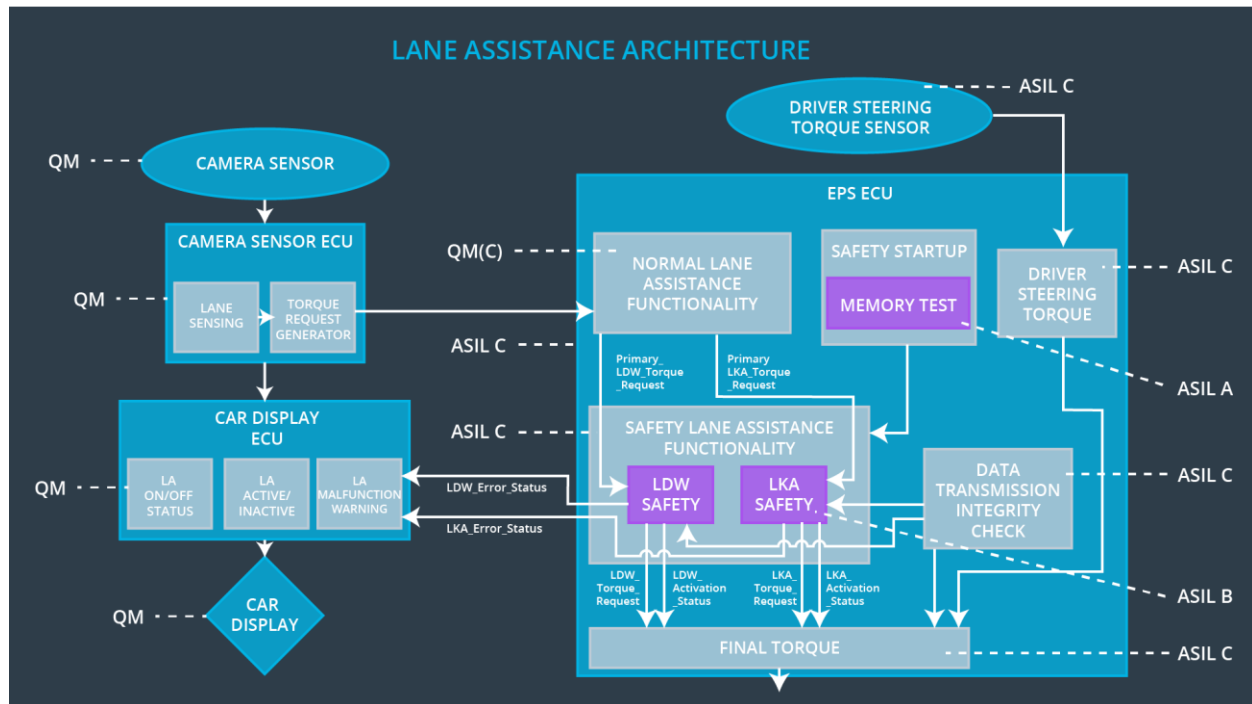 LANE ASSISTANCE ARCHITECTURE
ASIL C
DRIVER STEERING
TORQUE SENSOR
QM
CAMERA SENSOR
EPS ECU
CAMERA SENSOR ECU
QM
LANE
SENSING
TORQUE
REQUEST
GENERATOR
QM(C)
NORMAL LANE
ASSISTANCE
FUNCTIONALITY
SAFETY STARTUP
MEMORY TEST
DRIVER
STEERING
TORQUE
ASIL C
ASIL C
Primary_
LDW_Torque
_Request
Primary
LKA_Torque
_Request
ASIL A
CAR DISPLAY
ECU
QM
LA
ON/OFF
STATUS
LA
ACTIVE/
INACTIVE
LA
MALFUNCTION
WARNING
ASIL C
SAFETY LANE ASSISTANCE
FUNCTIONALITY
LDW
SAFETY
LKA
SAFETY
DATA
TRANSMISSION
INTEGRITY
CHECK
ASIL C
LDW_Error_Status
LKA_Error_Status
LDW_
Torque_
Request
LDW_
Activation
_Status
LKA_
Torque_
Request
LKA_
Activation
_Status
ASIL B
QM
CAR
DISPLAY
FINAL TORQUE
ASIL C